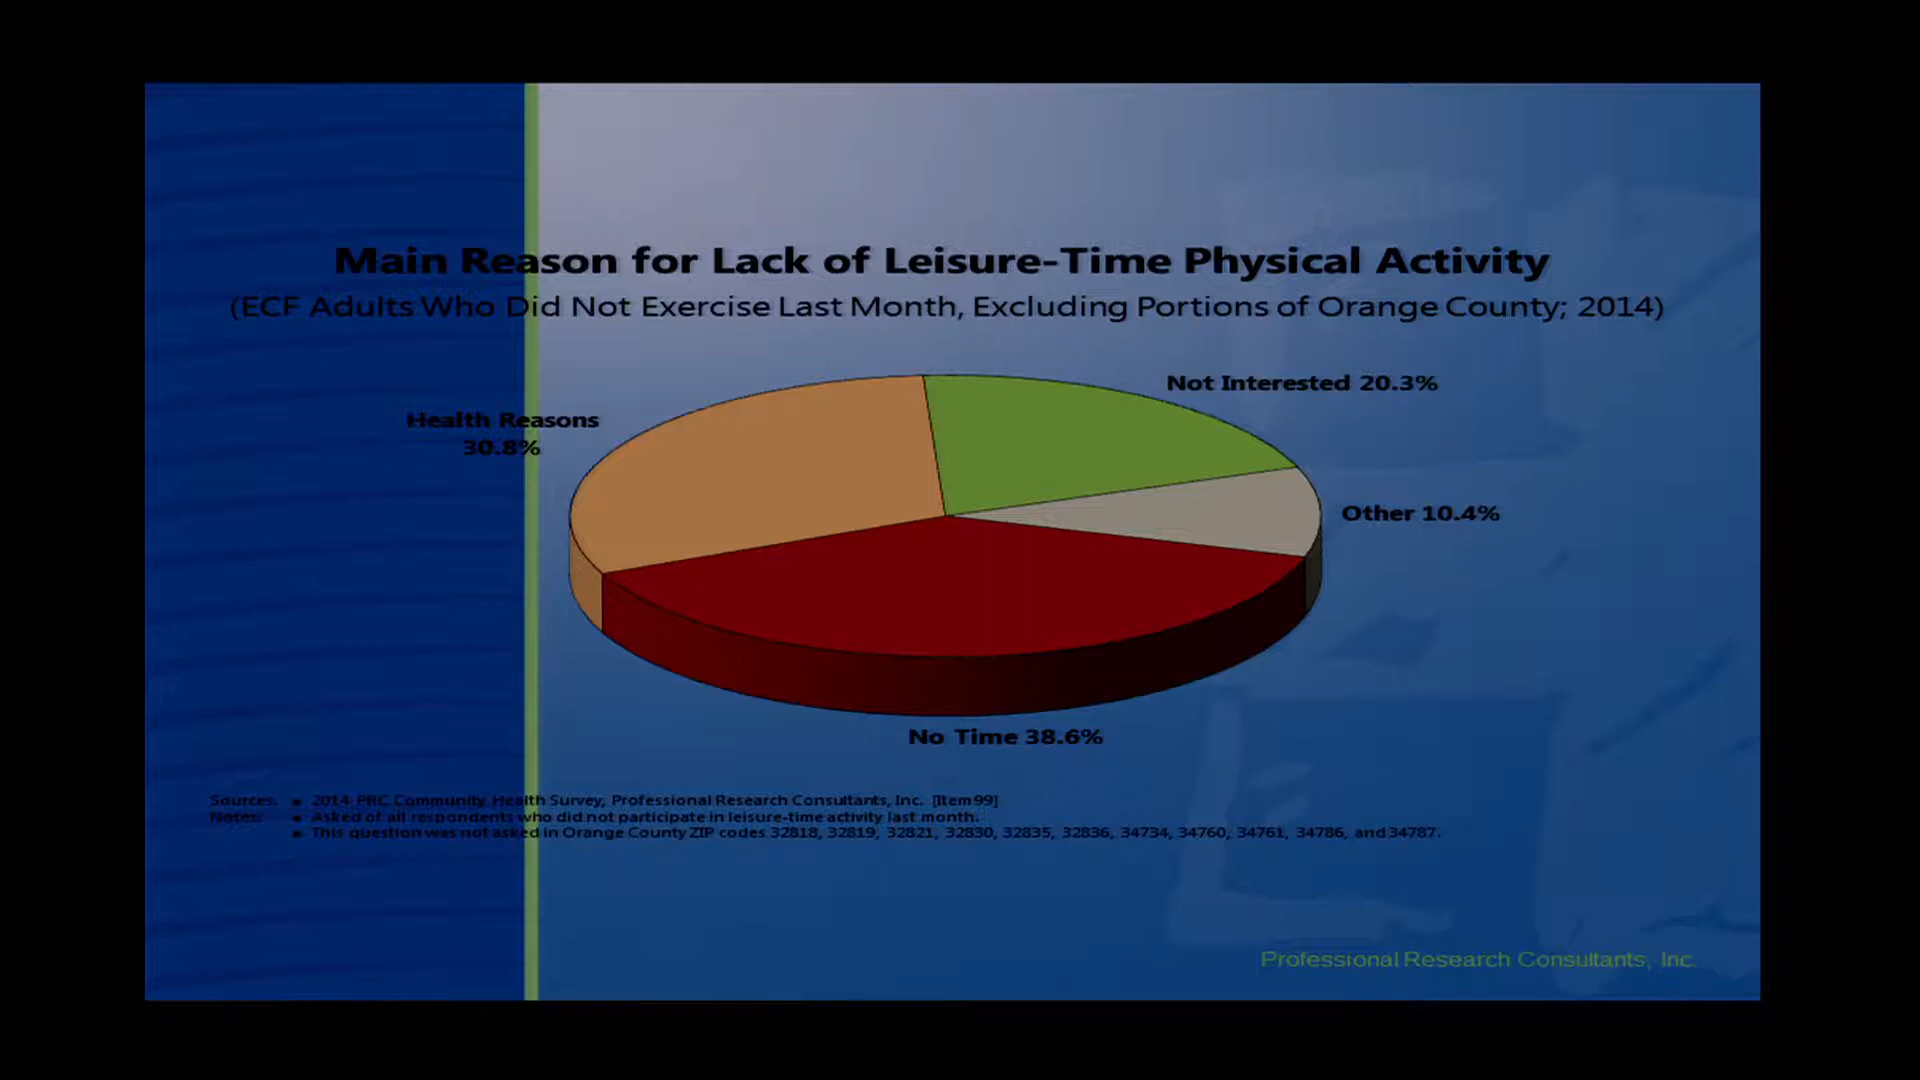 Main Reason for Lack of Leisure-Time Physical Activity
(ECF Adults Who Did Not Exercise Last Month, Excluding Portions of Orange County; 2014)
Not Interested 20.3%
Health Reasons
30.8%
Other 10.4%
No Time 38.6%
Sources: ● 2014 PRC Community Health Survey, Professional Research Consultants, Inc. [Item 99]
Notes: ● Asked of all respondents who did not participate in leisure-time activity last month.
● This question was not asked in Orange County ZIP codes 32818, 32819, 32821, 32830, 32835, 32836, 34734, 34760, 34761, 34786, and 34787.
Professional Research Consultants, Inc.